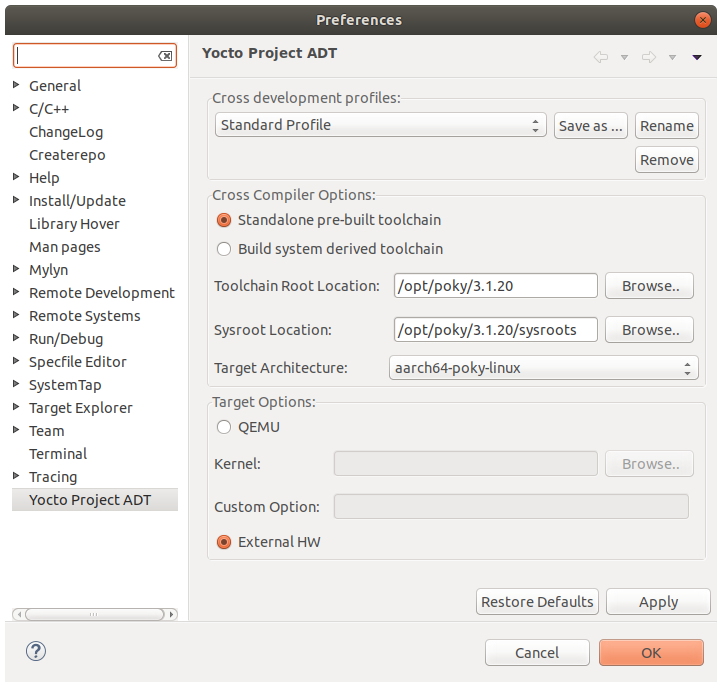 Preferences
Yocto Project ADT
General
C/C++
ChangeLog
Createrepo
Help
Install/Update
Library Hover
Man pages
Mylyn
Remote Development
Remote Systems
Run/Debug
Specfile Editor
SystemTap
Target Explorer
Team
Terminal
Tracing
Yocto Project ADT
Cross development profiles:
Standard Profile
Save as ...
Rename
Remove
Cross Compiler Options:
Standalone pre-built toolchain
Build system derived toolchain
Toolchain Root Location:
/opt/poky/3.1.20
Browse..
Sysroot Location:
/opt/poky/3.1.20/sysroots
Browse..
Target Architecture:
aarch64-poky-linux
Target Options:
QEMU
Kernel:
Browse..
Custom Option:
External HW
Restore Defaults
Apply
?
Cancel
OK